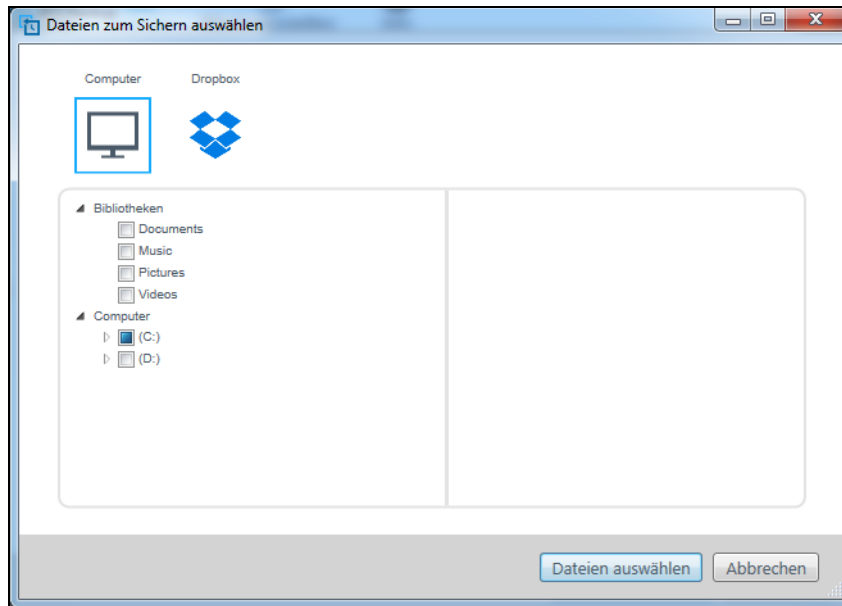 Dateien zum Sichern auswählen
Computer Dropbox
Bibliotheken
Documents
Music
Pictures
Videos
Computer
(C:)
(D:)
Dateien auswählen Abbrechen